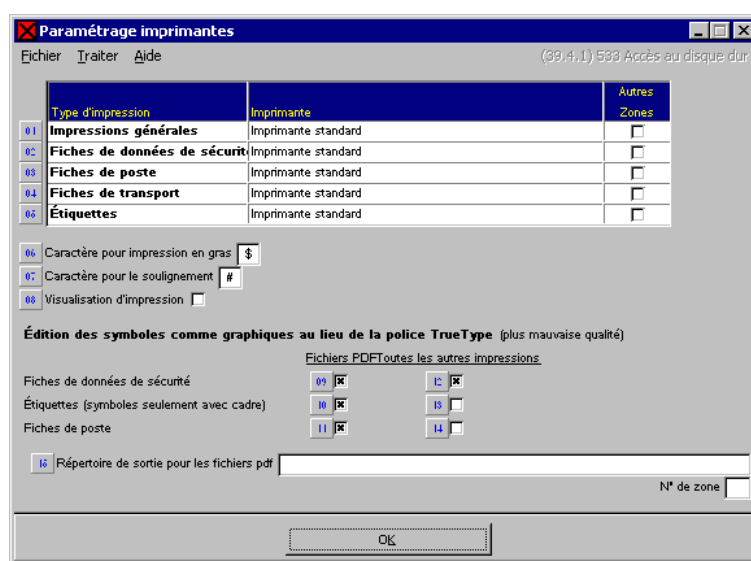 Paramétrage imprimantes
Fichier Traiter Aide (39.4.1) 533 Accès au disque dur
Autres
Type d'impression Imprimante Zones
01 Impressions générales Imprimante standard
02 Fiches de données de sécurit Imprimante standard
03 Fiches de poste Imprimante standard
04 Fiches de transport Imprimante standard
05 Étiquettes Imprimante standard
06 Caractère pour impression en gras $
07 Caractère pour le soulignement #
08 Visualisation d'impression
Édition des symboles comme graphiques au lieu de la police TrueType (plus mauvaise qualité)
Fichiers PDFToutes les autres impressions
Fiches de données de sécurité 09 12
Étiquettes (symboles seulement avec cadre) 10 13
Fiches de poste 11 14
15 Répertoire de sortie pour les fichiers pdf
N° de zone
OK